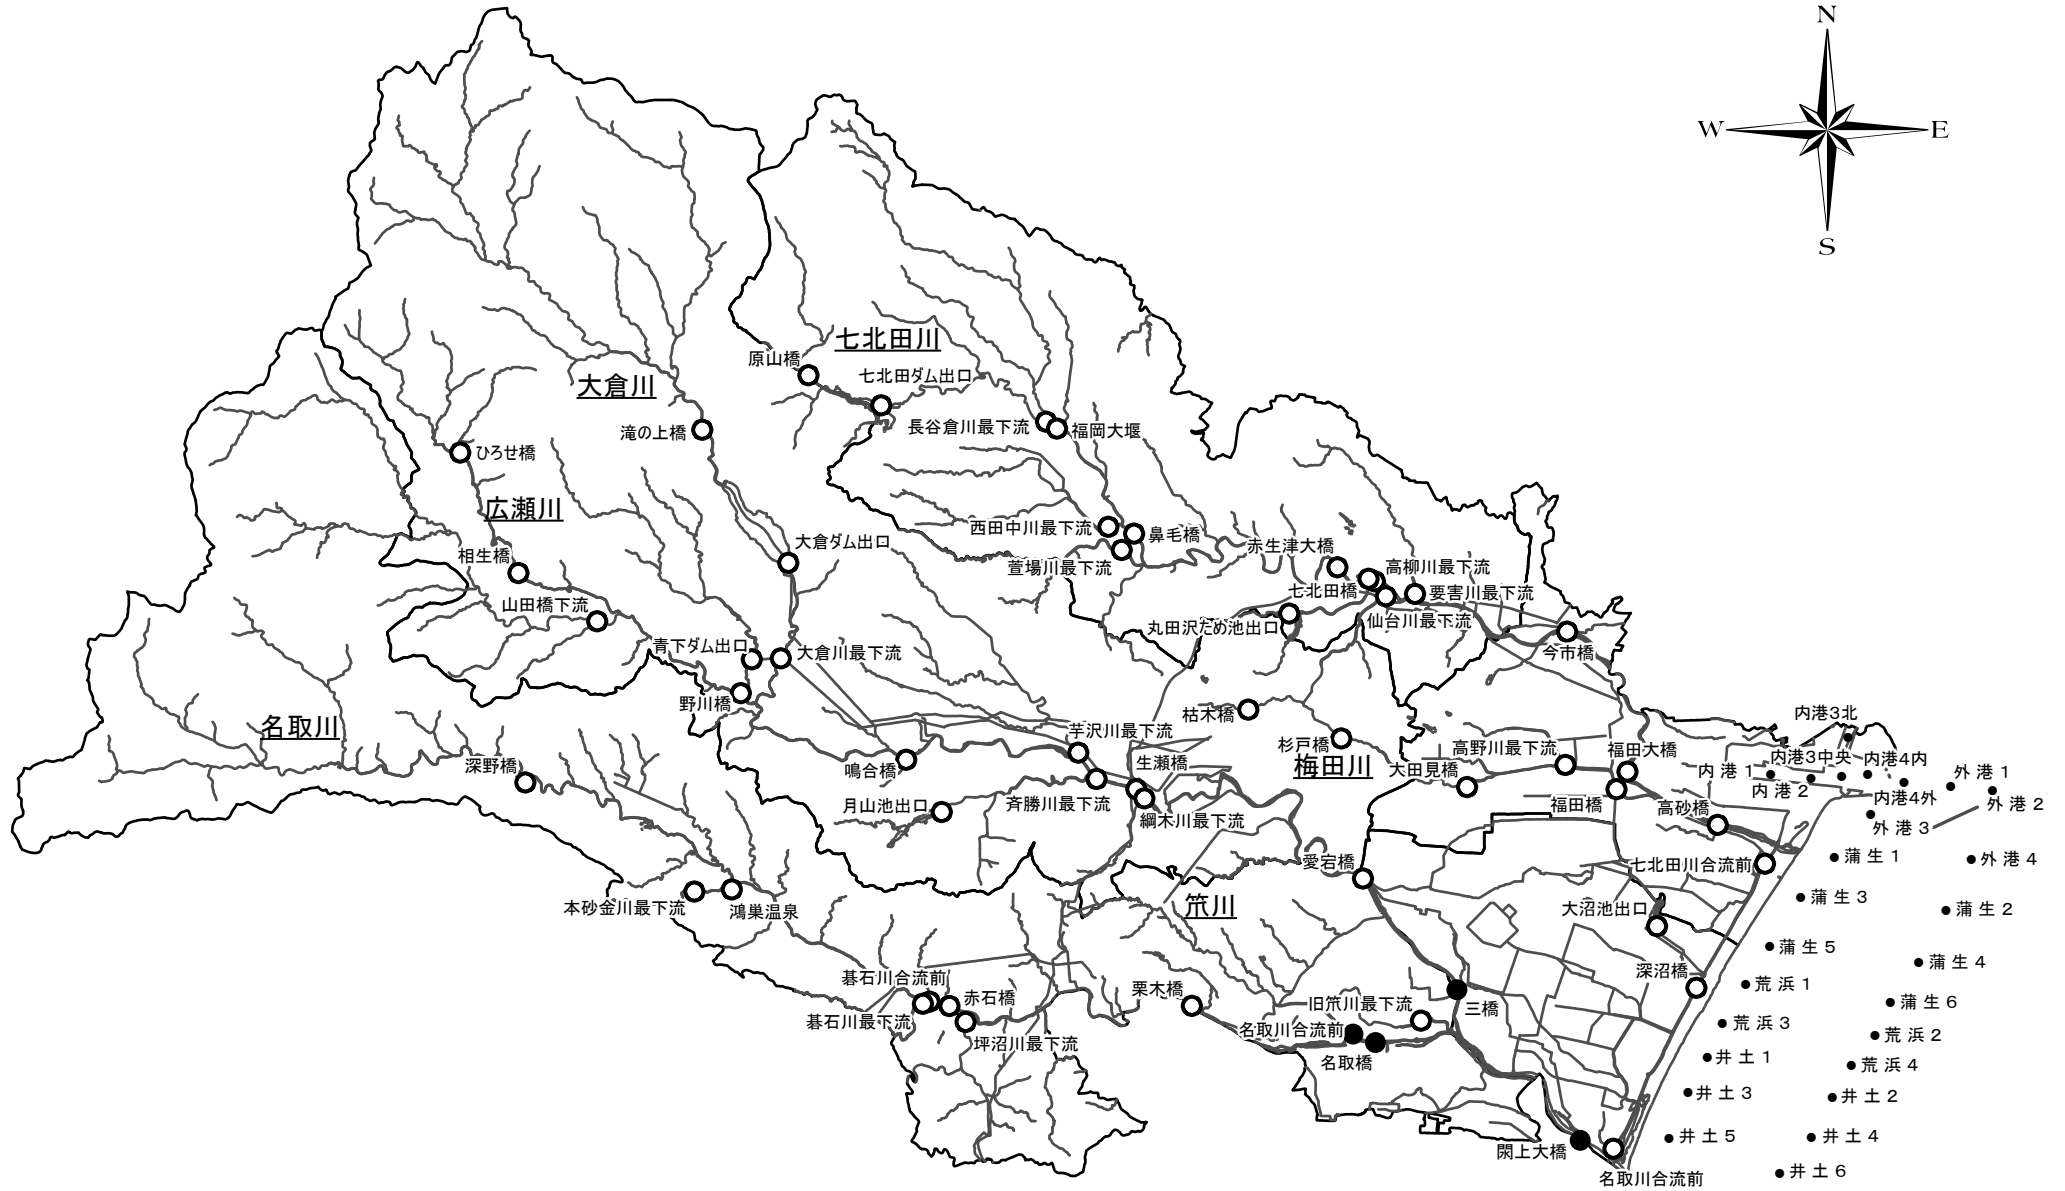 N
W
E
S
七北田川
原山橋
七北田ダム出口
大倉川
滝の上橋
長谷倉川最下流
福岡大堰
ひろせ橋
広瀬川
西田中川最下流
鼻毛橋
大倉ダム出口
赤生津大橋
相生橋
萱場川最下流
高柳川最下流
七北田橋
要害川最下流
山田橋下流
仙台川最下流
丸田沢ため池出口
青下ダム出口
大倉川最下流
今市橋
野川橋
枯木橋
内港3北
名取川
芋沢川最下流
杉戸橋
高野川最下流
福田大橋
深野橋
鳴合橋
生瀬橋
梅田川
大田見橋
内港1
内港3中央
内港4内
外港1
内港2
内港4外
外港2
月山池出口
斉勝川最下流
福田橋
高砂橋
綱木川最下流
外港3
愛宕橋
七北田川合流前
蒲生1
外港4
本砂金川最下流
鴻巣温泉
笊川
大沼池出口
蒲生3
蒲生2
蒲生5
蒲生4
碁石川合流前
深沼橋
荒浜1
赤石橋
栗木橋
旧笊川最下流
三橋
蒲生6
碁石川最下流
名取川合流前
荒浜3
荒浜2
坪沼川最下流
名取橋
井土1
荒浜4
井土3
井土2
閖上大橋
井土5
井土4
名取川合流前
井土6